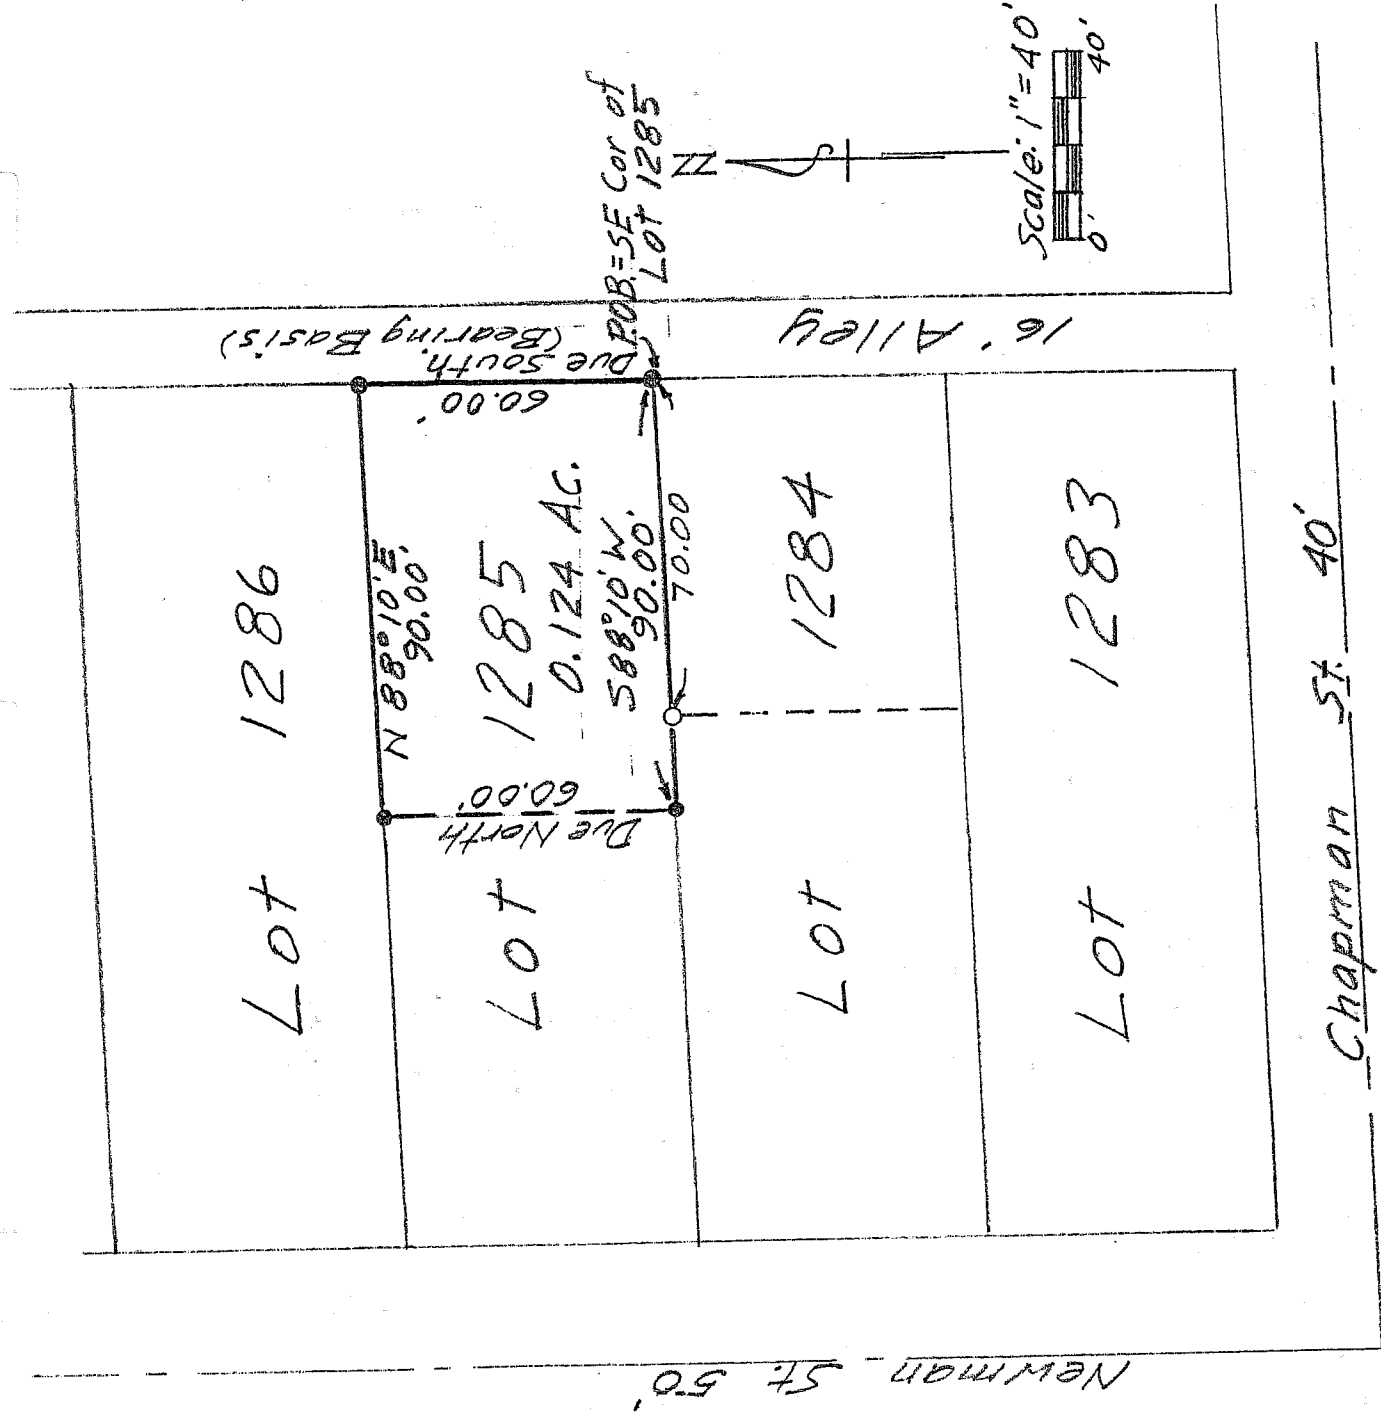 Lot 1286
N 88°10'E
90.00'
Lot 1285
0.124 Ac.
S88°10'W
90.00'
70.00
Due North
60.00'
Due South
(Bearing Basis)
60.00'
P.O.B.=SE Cor of
Lot 1285
16' Alley
N
Scale: 1"=40'
0' 40'
Lot 1284
Lot 1283
Chapman St. 40'
Newman St. 50'